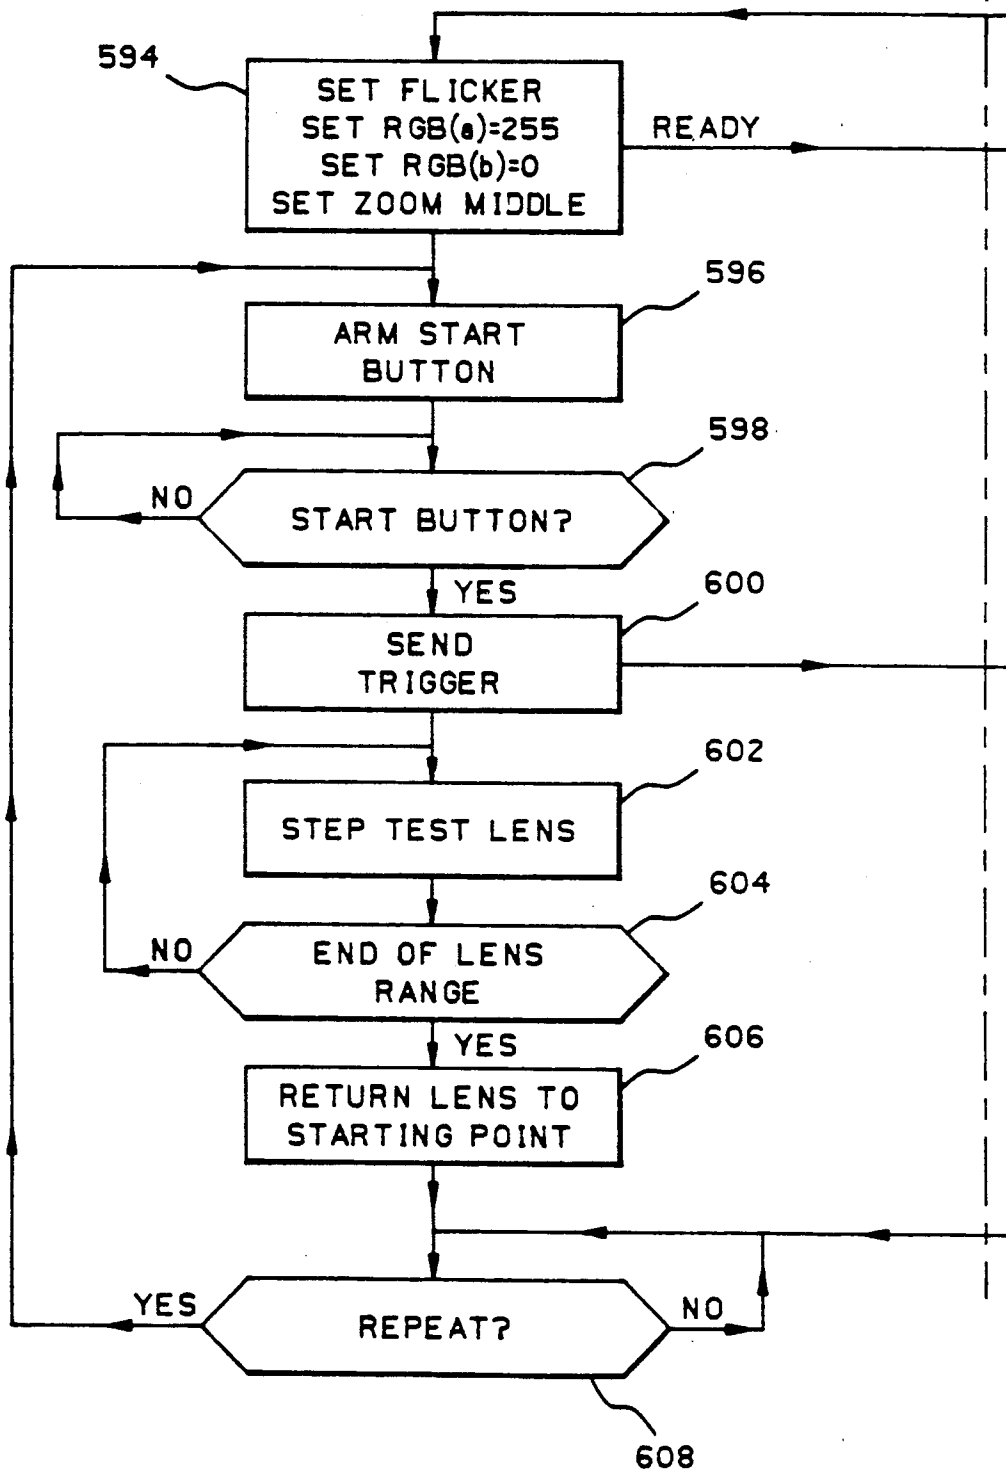 594
SET FLICKER
SET RGB(a)=255
SET RGB(b)=0
SET ZOOM MIDDLE
READY
596
ARM START
BUTTON
598
NO
START BUTTON?
YES
600
SEND
TRIGGER
602
STEP TEST LENS
604
NO
END OF LENS
RANGE
YES
606
RETURN LENS TO
STARTING POINT
YES
REPEAT?
NO
608